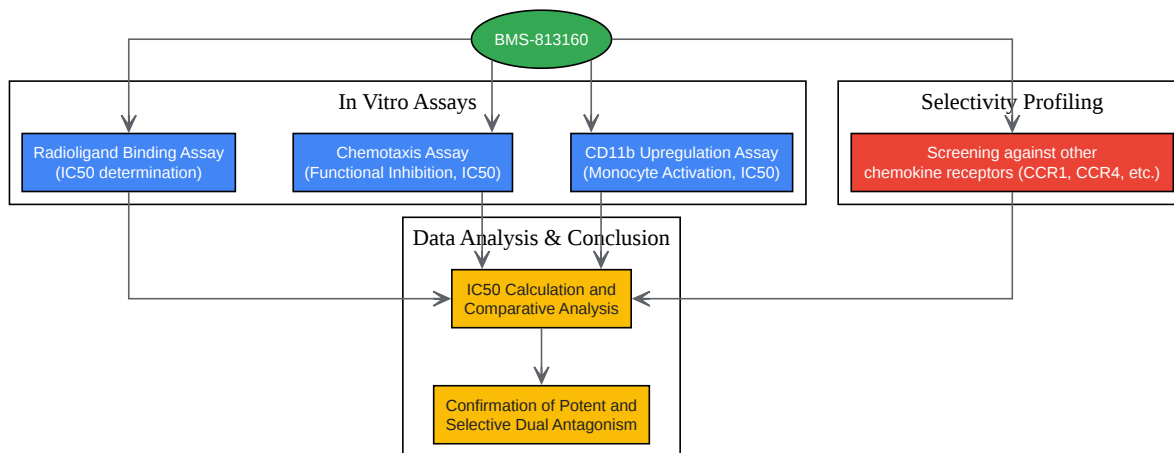 BMS-813160
In Vitro Assays
Selectivity Profiling
Radioligand Binding Assay
(IC50 determination)
Chemotaxis Assay
(Functional Inhibition, IC50)
CD11b Upregulation Assay
(Monocyte Activation, IC50)
Screening against other
chemokine receptors (CCR1, CCR4, etc.)
Data Analysis & Conclusion
IC50 Calculation and
Comparative Analysis
Confirmation of Potent and
Selective Dual Antagonism